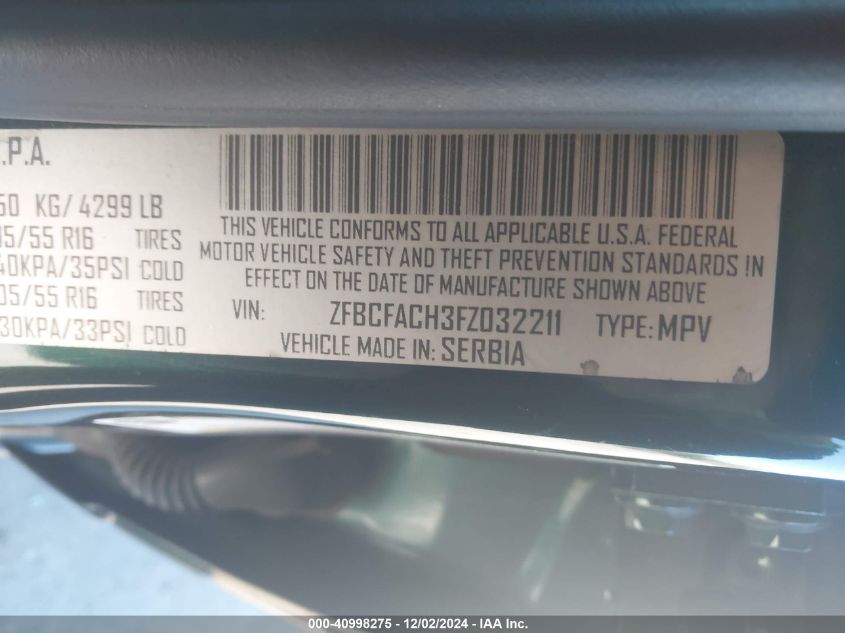 .P.A.
50 KG/ 4299 LB
05/55 R16 TIRES
40KPA/35PSI COLD
05/55 R16 TIRES
30KPA/33PSI COLD
THIS VEHICLE CONFORMS TO ALL APPLICABLE U.S.A. FEDERAL
MOTOR VEHICLE SAFETY AND THEFT PREVENTION STANDARDS IN
EFFECT ON THE DATE OF MANUFACTURE SHOWN ABOVE
VIN: ZFBCFACH3FZ032211 TYPE: MPV
VEHICLE MADE IN: SERBIA
000-40998275 - 12/02/2024 - IAA Inc.